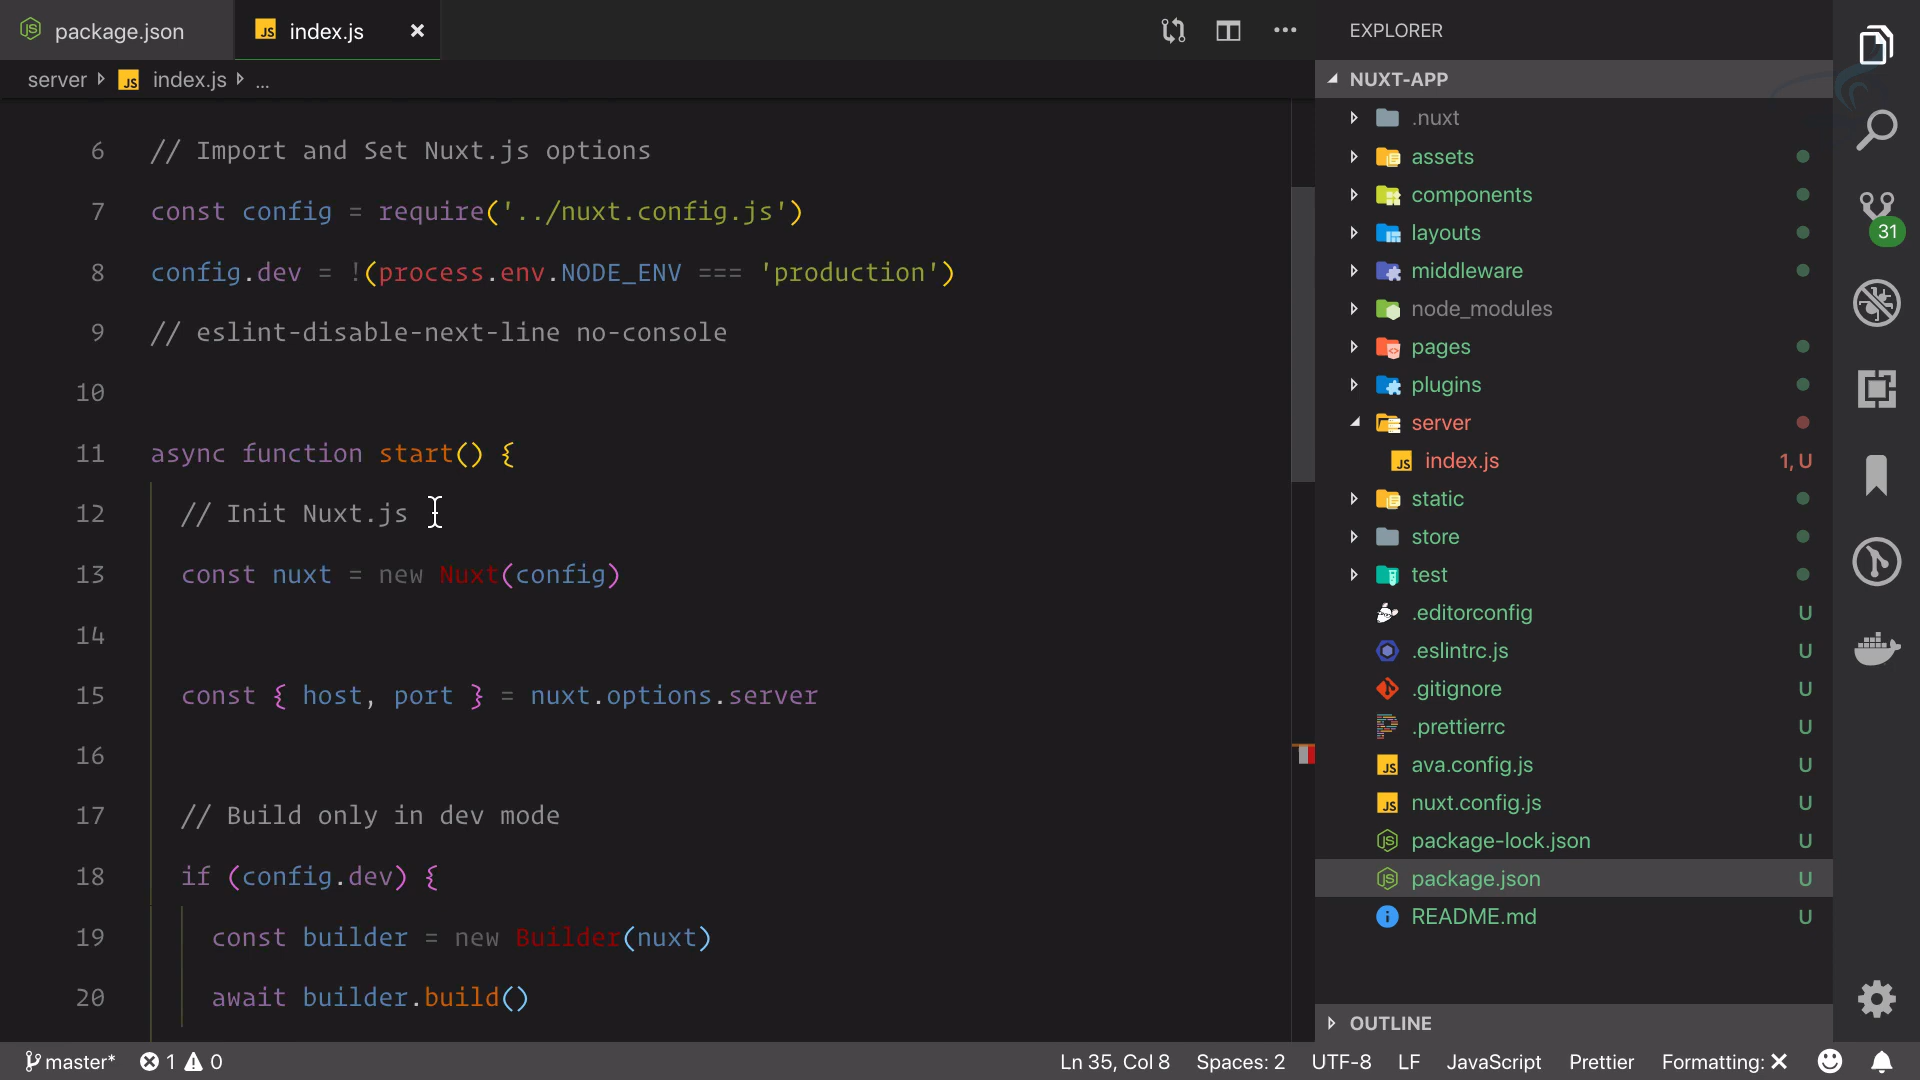 package.json
index.js
server index.js ...
6 // Import and Set Nuxt.js options
7 const config = require('../nuxt.config.js')
8 config.dev = !(process.env.NODE_ENV === 'production')
9 // eslint-disable-next-line no-console
10
11 async function start() {
12 // Init Nuxt.js
13 const nuxt = new Nuxt(config)
14
15 const { host, port } = nuxt.options.server
16
17 // Build only in dev mode
18 if (config.dev) {
19 const builder = new Builder(nuxt)
20 await builder.build()
EXPLORER
NUXT-APP
.nuxt
assets
components
layouts
middleware
node_modules
pages
plugins
server
index.js 1, U
static
store
test
.editorconfig U
.eslintrc.js U
.gitignore U
.prettierrc U
ava.config.js U
nuxt.config.js U
package-lock.json U
package.json U
README.md U
OUTLINE
31
master* 1 0 Ln 35, Col 8 Spaces: 2 UTF-8 LF JavaScript Prettier Formatting: ✕